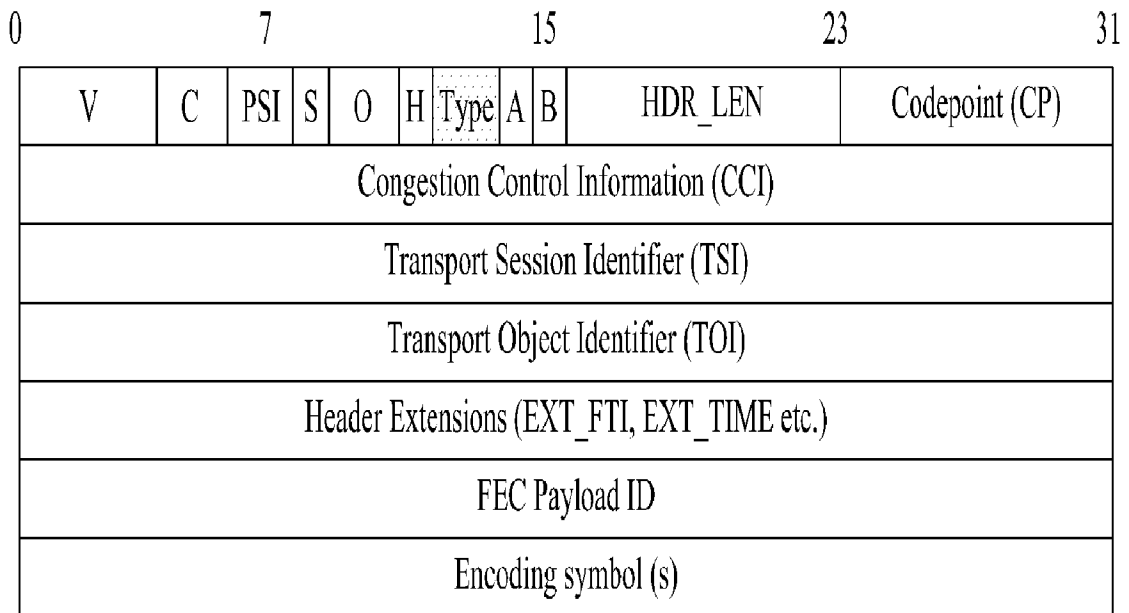 0 7 15 23 31
V C PSI S O H Type A B HDR_LEN Codepoint (CP)
Congestion Control Information (CCI)
Transport Session Identifier (TSI)
Transport Object Identifier (TOI)
Header Extensions (EXT_FTI, EXT_TIME etc.)
FEC Payload ID
Encoding symbol (s)